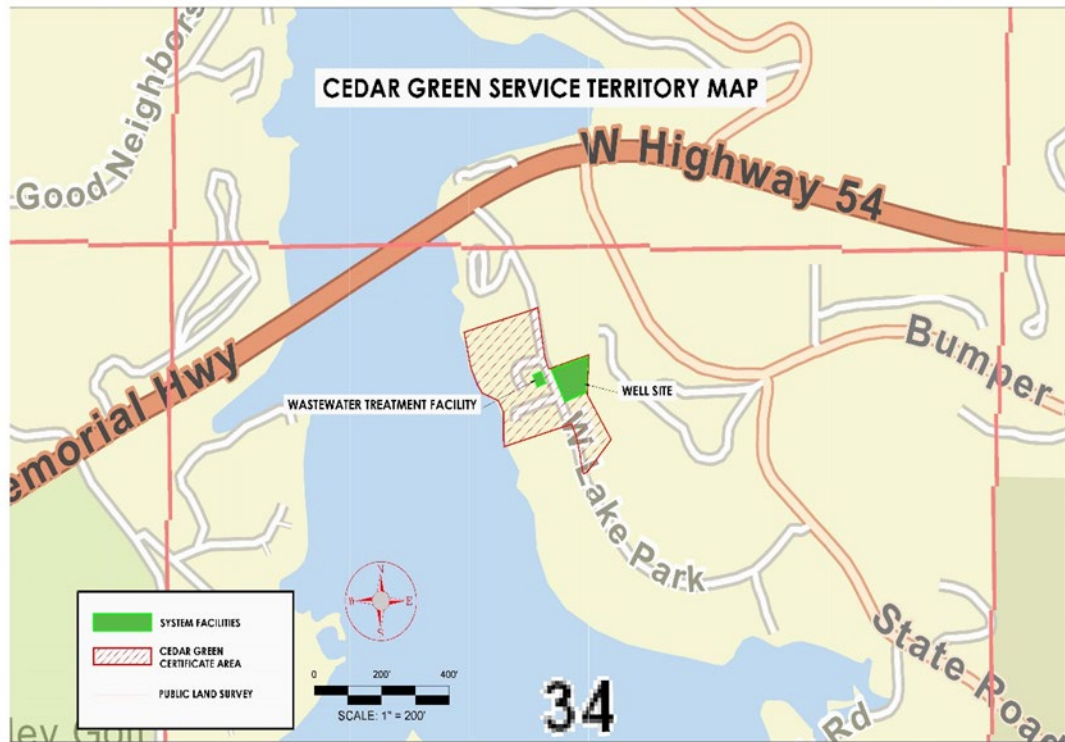 CEDAR GREEN SERVICE TERRITORY MAP
Good Neighbors
W Highway 54
emorial Hwy
Bumper
WASTEWATER TREATMENT FACILITY
WELL SITE
W Lake Park
State Road
Rd
N
W
E
S
SYSTEM FACILITIES
CEDAR GREEN
CERTIFICATE AREA
PUBLIC LAND SURVEY
0 200' 400'
SCALE: 1" = 200'
34
ley Golf